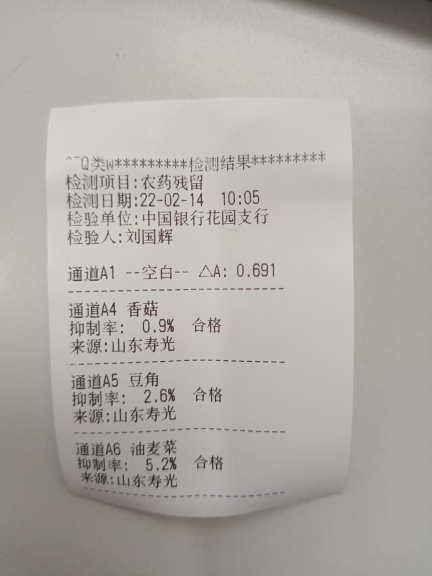 ^~Q类w*********检测结果*********
检测项目:农药残留
检测日期:22-02-14 10:05
检验单位:中国银行花园支行
检验人:刘国辉
通道A1 --空白-- △A: 0.691
------------------------------
通道A4 香菇
抑制率: 0.9% 合格
来源:山东寿光
------------------------------
通道A5 豆角
抑制率: 2.6% 合格
来源:山东寿光
------------------------------
通道A6 油麦菜
抑制率: 5.2% 合格
来源:山东寿光
------------------------------